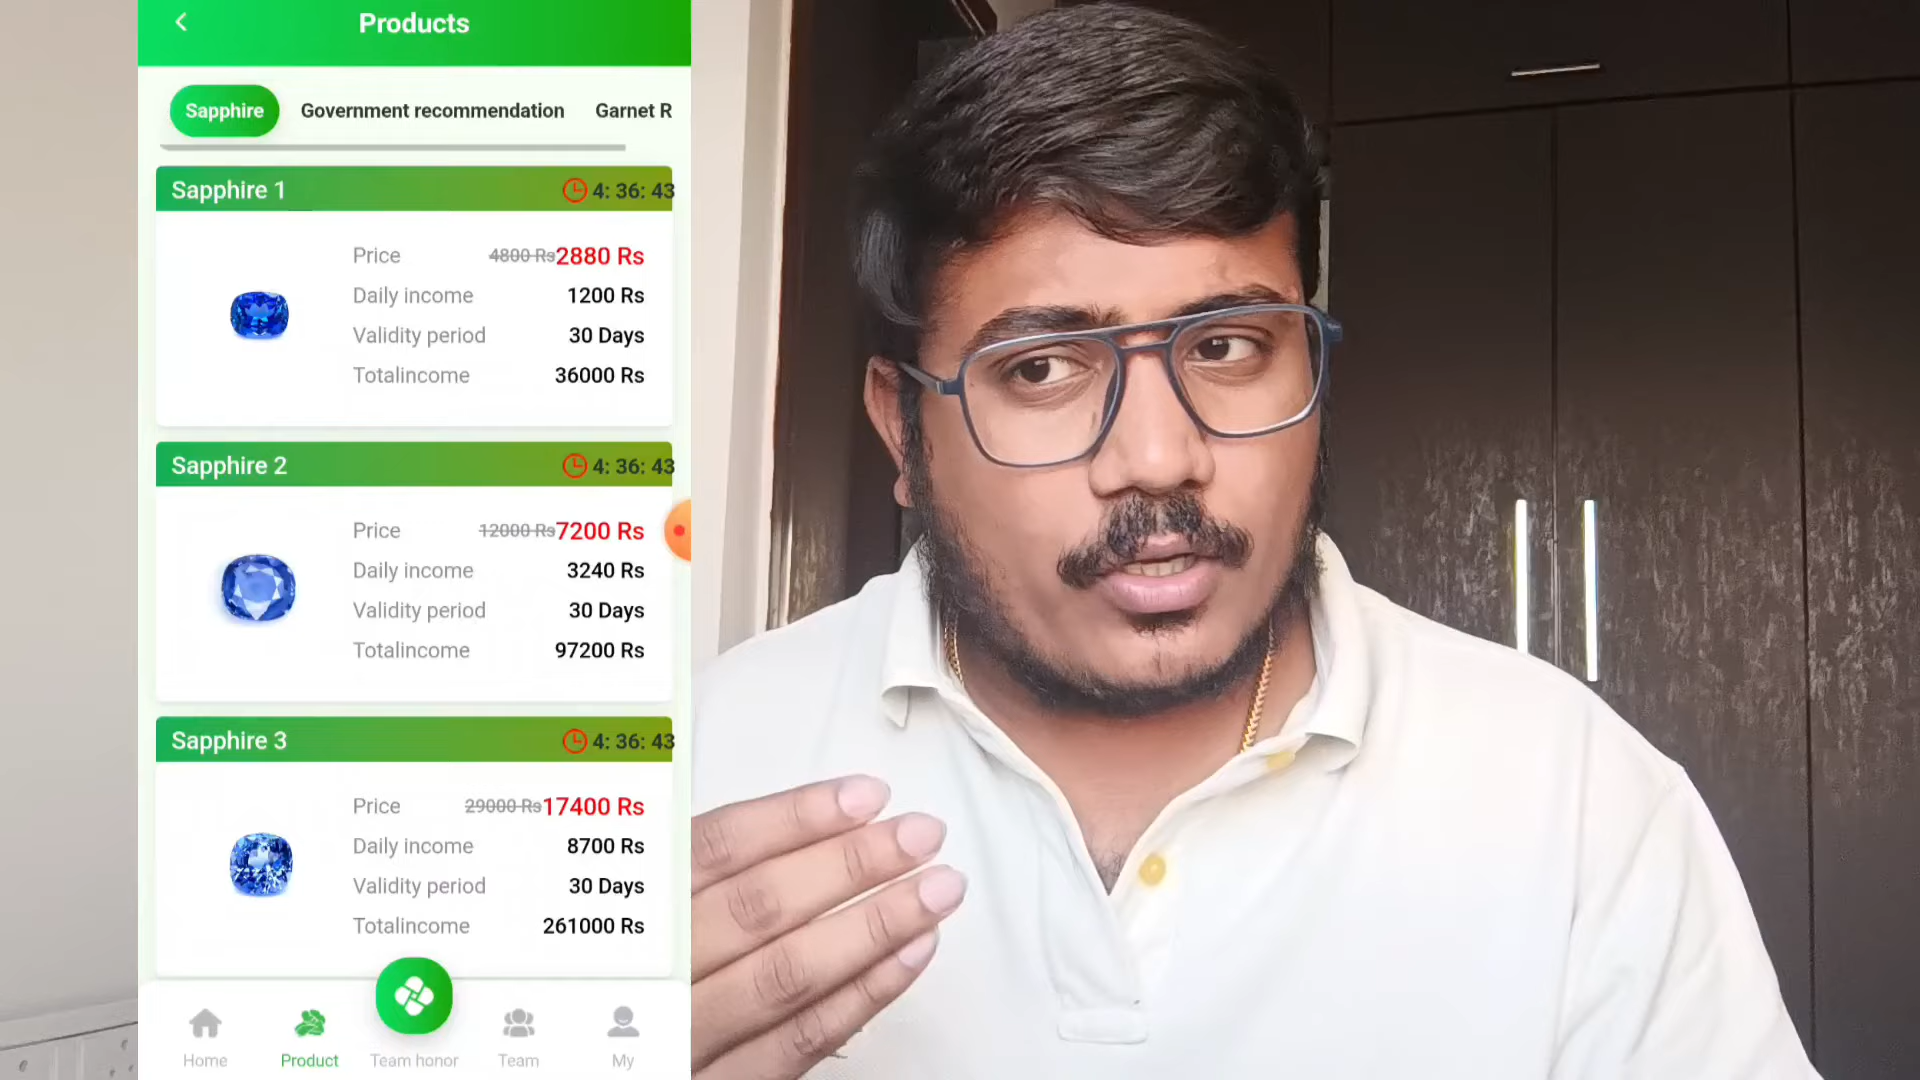 Products
Sapphire Government recommendation Garnet R
Sapphire 1 4: 36: 43
Price 4800 Rs 2880 Rs
Daily income 1200 Rs
Validity period 30 Days
Totalincome 36000 Rs
Sapphire 2 4: 36: 43
Price 12000 Rs 7200 Rs
Daily income 3240 Rs
Validity period 30 Days
Totalincome 97200 Rs
Sapphire 3 4: 36: 43
Price 29000 Rs 17400 Rs
Daily income 8700 Rs
Validity period 30 Days
Totalincome 261000 Rs
Home Product Team honor Team My